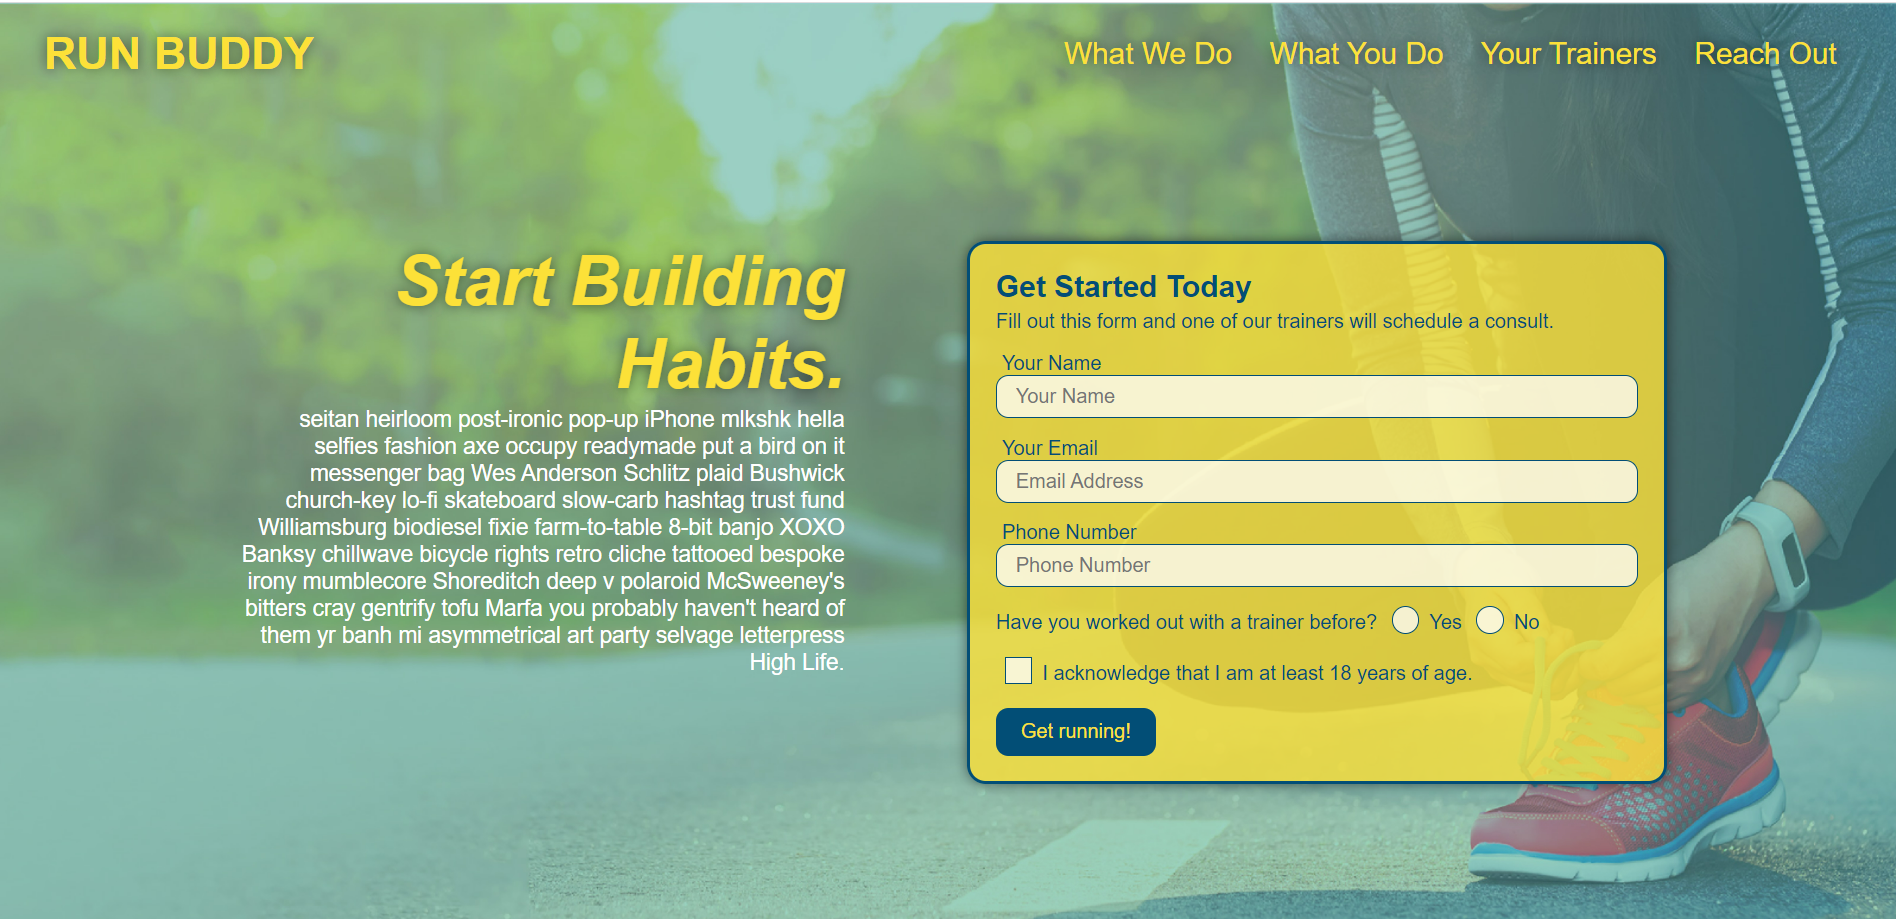 RUN BUDDY
What We Do What You Do Your Trainers Reach Out
Start Building
Habits.
seitan heirloom post-ironic pop-up iPhone mlkshk hella
selfies fashion axe occupy readymade put a bird on it
messenger bag Wes Anderson Schlitz plaid Bushwick
church-key lo-fi skateboard slow-carb hashtag trust fund
Williamsburg biodiesel fixie farm-to-table 8-bit banjo XOXO
Banksy chillwave bicycle rights retro cliche tattooed bespoke
irony mumblecore Shoreditch deep v polaroid McSweeney's
bitters cray gentrify tofu Marfa you probably haven't heard of
them yr banh mi asymmetrical art party selvage letterpress
High Life.
Get Started Today
Fill out this form and one of our trainers will schedule a consult.
Your Name
Your Name
Your Email
Email Address
Phone Number
Phone Number
Have you worked out with a trainer before? Yes No
I acknowledge that I am at least 18 years of age.
Get running!